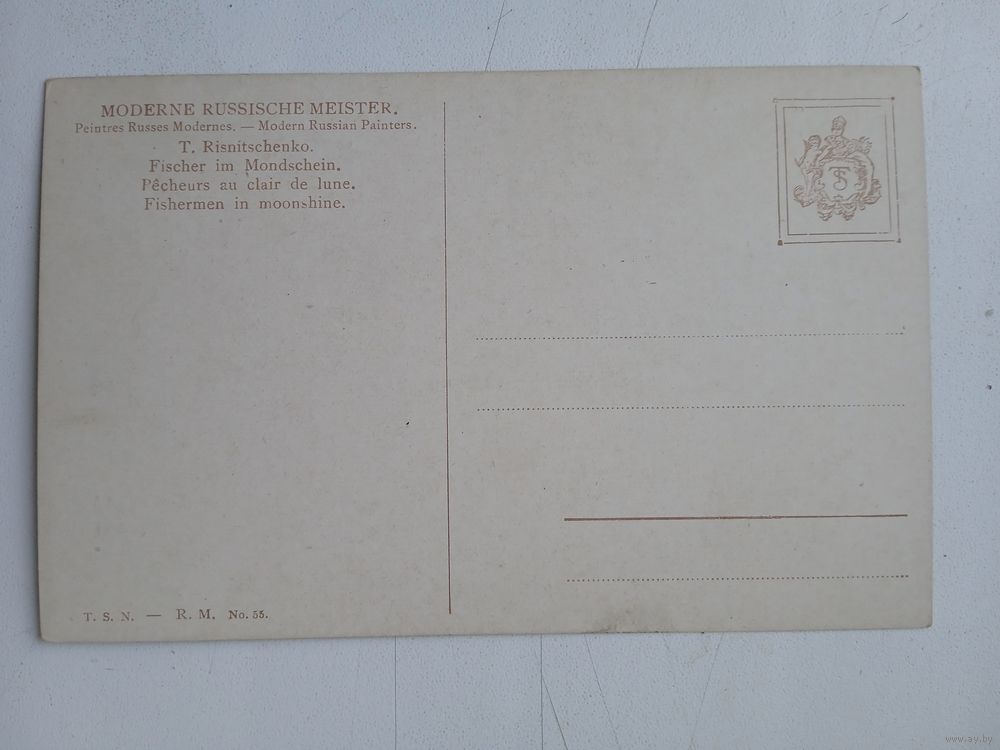 MODERNE RUSSISCHE MEISTER.
Peintres Russes Modernes. — Modern Russian Painters.
T. Risnitschenko.
Fischer im Mondschein.
Pêcheurs au clair de lune.
Fishermen in moonshine.
TS
T. S. N. — R. M. No. 55.
www.ay.by